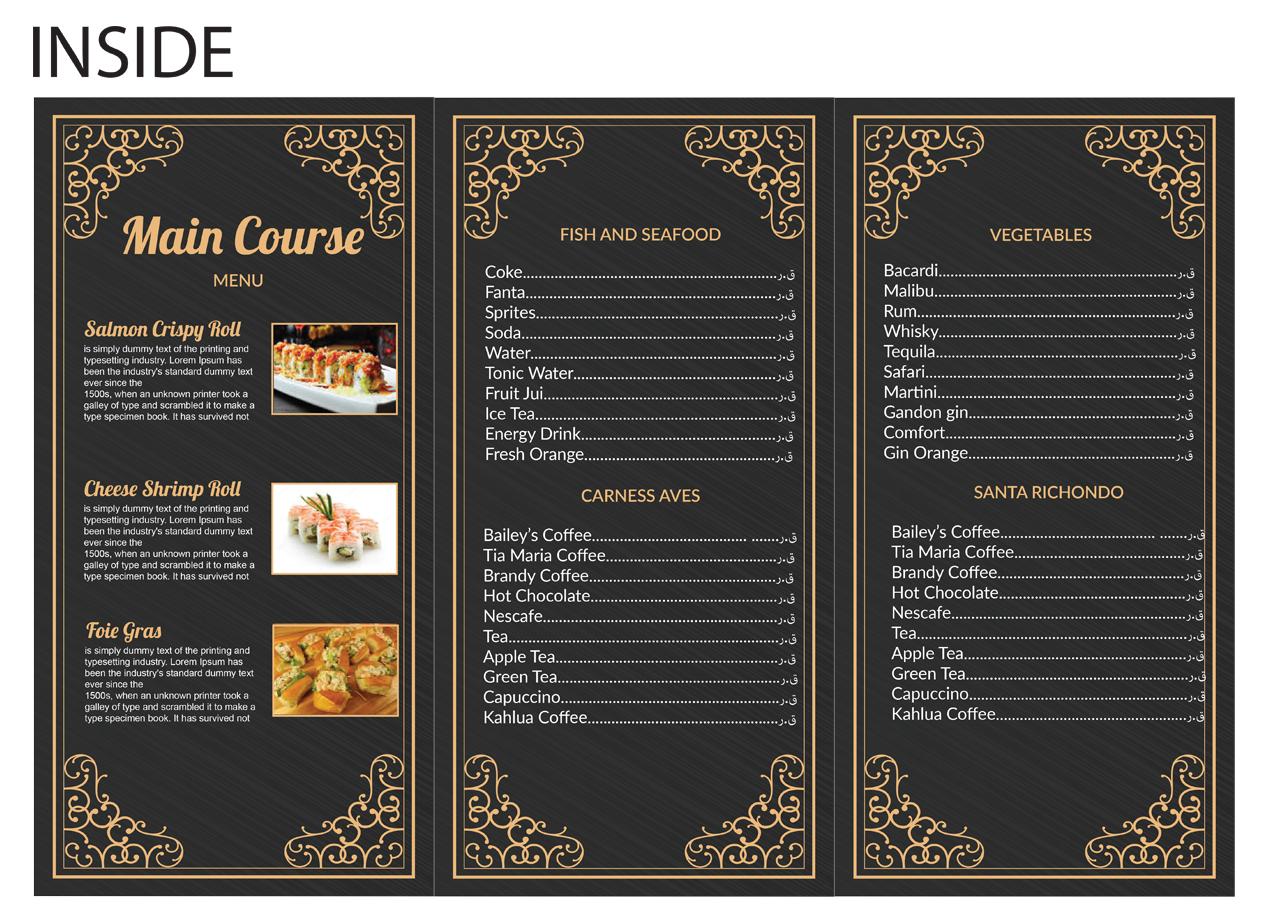 INSIDE
Main Course
MENU
Salmon Crispy Roll
is simply dummy text of the printing and
typesetting industry. Lorem Ipsum has
been the industry's standard dummy text
ever since the
1500s, when an unknown printer took a
galley of type and scrambled it to make a
type specimen book. It has survived not
Cheese Shrimp Roll
is simply dummy text of the printing and
typesetting industry. Lorem Ipsum has
been the industry's standard dummy text
ever since the
1500s, when an unknown printer took a
galley of type and scrambled it to make a
type specimen book. It has survived not
Foie Gras
is simply dummy text of the printing and
typesetting industry. Lorem Ipsum has
been the industry's standard dummy text
ever since the
1500s, when an unknown printer took a
galley of type and scrambled it to make a
type specimen book. It has survived not
FISH AND SEAFOOD
Coke........ر.ق
Fanta........ر.ق
Sprites........ر.ق
Soda........ر.ق
Water........ر.ق
Tonic Water........ر.ق
Fruit Jui........ر.ق
Ice Tea........ر.ق
Energy Drink........ر.ق
Fresh Orange........ر.ق
CARNESS AVES
Bailey’s Coffee........ .......ر.ق
Tia Maria Coffee........ر.ق
Brandy Coffee........ر.ق
Hot Chocolate........ر.ق
Nescafe........ر.ق
Tea........ر.ق
Apple Tea........ر.ق
Green Tea........ر.ق
Capuccino........ر.ق
Kahlua Coffee........ر.ق
VEGETABLES
Bacardi........ر.ق
Malibu........ر.ق
Rum........ر.ق
Whisky........ر.ق
Tequila........ر.ق
Safari........ر.ق
Martini........ر.ق
Gandon gin........ر.ق
Comfort........ر.ق
Gin Orange........ر.ق
SANTA RICHONDO
Bailey’s Coffee........ .......ر.ق
Tia Maria Coffee........ر.ق
Brandy Coffee........ر.ق
Hot Chocolate........ر.ق
Nescafe........ر.ق
Tea........ر.ق
Apple Tea........ر.ق
Green Tea........ر.ق
Capuccino........ر.ق
Kahlua Coffee........ر.ق